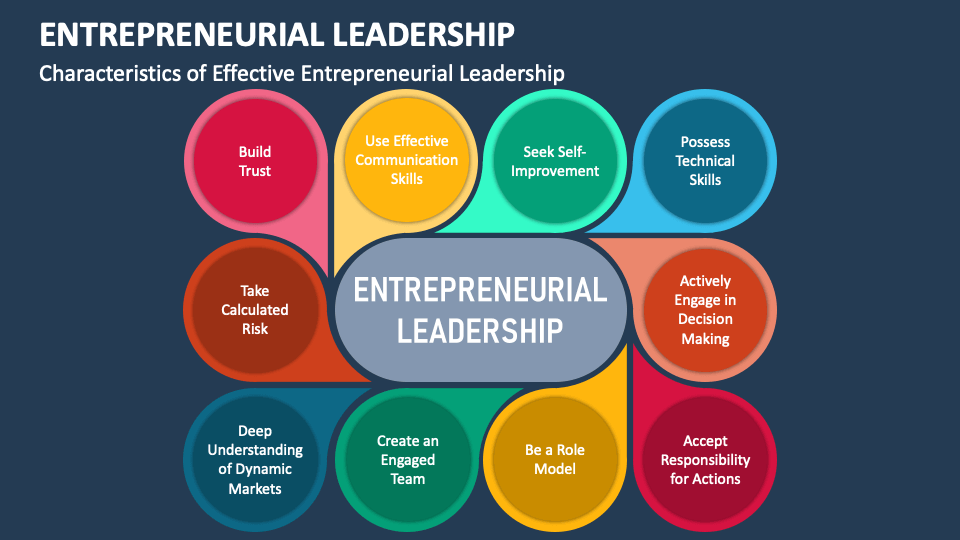 ENTREPRENEURIAL LEADERSHIP
Characteristics of Effective Entrepreneurial Leadership
Build
Trust
Use Effective
Communication
Skills
Seek Self-
Improvement
Possess
Technical
Skills
Take
Calculated
Risk
ENTREPRENEURIAL
LEADERSHIP
Actively
Engage in
Decision
Making
Deep
Understanding
of Dynamic
Markets
Create an
Engaged
Team
Be a Role
Model
Accept
Responsibility
for Actions